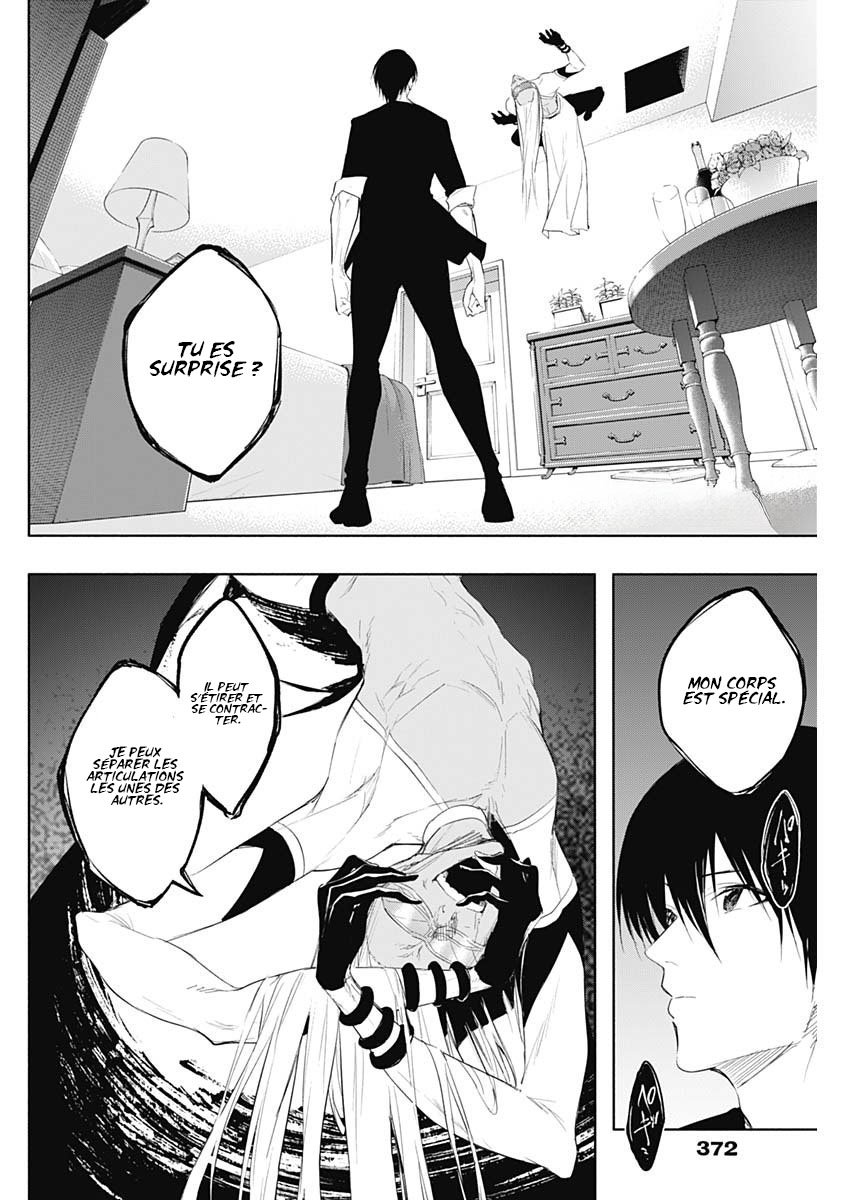 TU ES
SURPRISE ?
MON CORPS
EST SPÉCIAL.
IL PEUT
S'ÉTIRER ET
SE CONTRAC-
TER.
JE PEUX
SÉPARER LES
ARTICULATIONS
LES UNES DES
AUTRES.
372